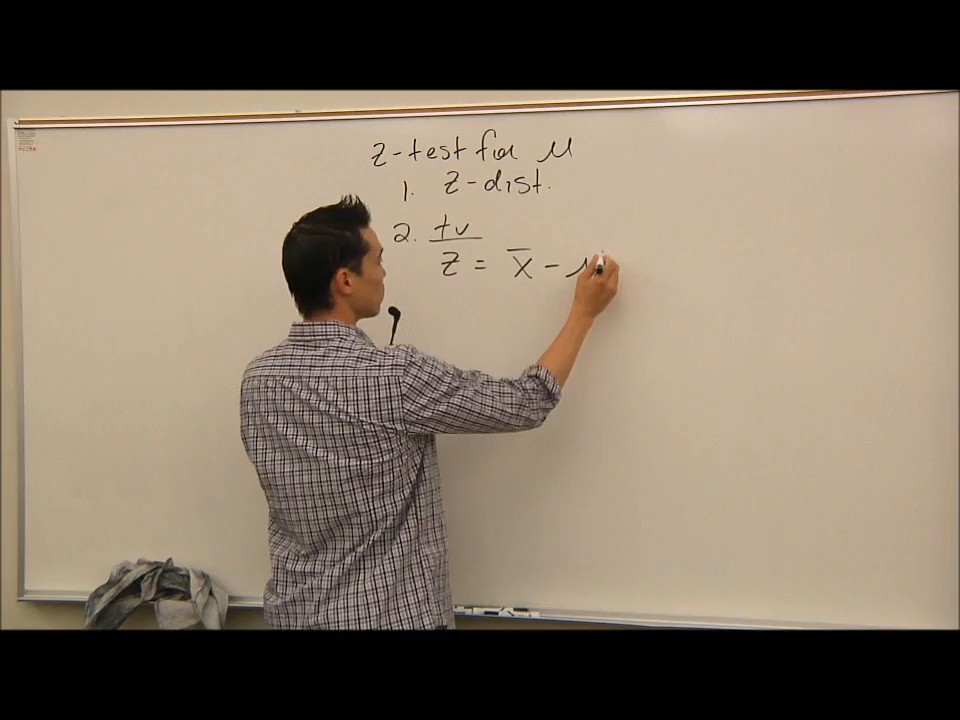 z-test for μ
1. z-dist.
2. tv
z = x̄ - μ